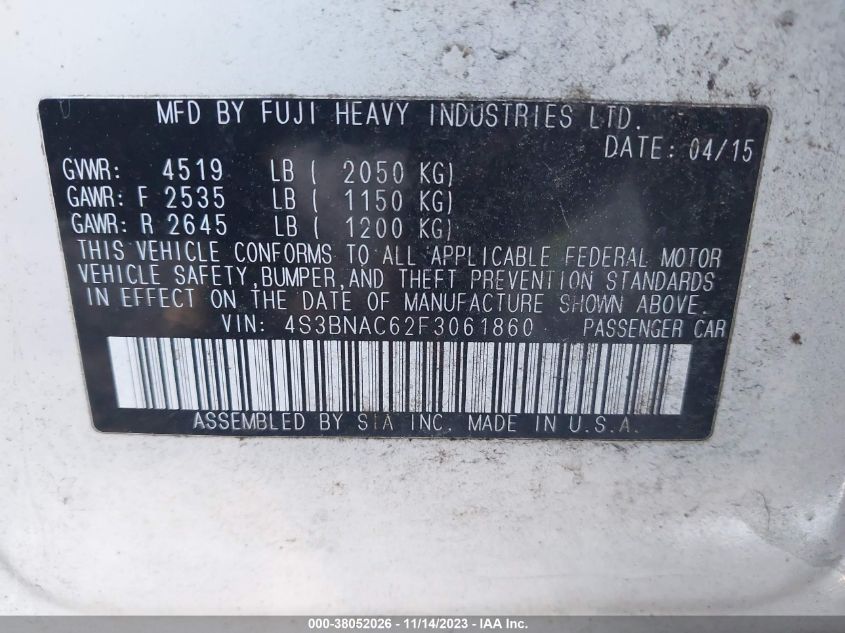 MFD BY FUJI HEAVY INDUSTRIES LTD.
DATE: 04/15
GVWR: 4519 LB ( 2050 KG)
GAWR: F 2535 LB ( 1150 KG)
GAWR: R 2645 LB ( 1200 KG)
THIS VEHICLE CONFORMS TO ALL APPLICABLE FEDERAL MOTOR
VEHICLE SAFETY,BUMPER,AND THEFT PREVENTION STANDARDS
IN EFFECT ON THE DATE OF MANUFACTURE SHOWN ABOVE.
VIN: 4S3BNAC62F3061860 PASSENGER CAR
ASSEMBLED BY SIA INC. MADE IN U.S.A.
000-38052026 - 11/14/2023 - IAA Inc.